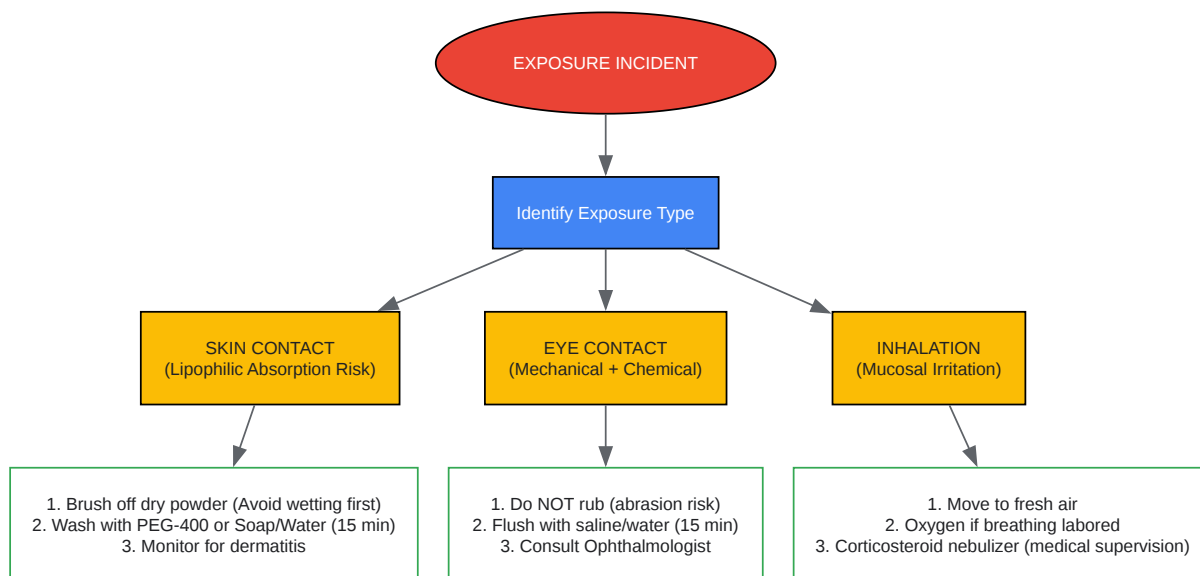 EXPOSURE INCIDENT
Identify Exposure Type
SKIN CONTACT
(Lipophilic Absorption Risk)
EYE CONTACT
(Mechanical + Chemical)
INHALATION
(Mucosal Irritation)
1. Brush off dry powder (Avoid wetting first)
2. Wash with PEG-400 or Soap/Water (15 min)
3. Monitor for dermatitis
1. Do NOT rub (abrasion risk)
2. Flush with saline/water (15 min)
3. Consult Ophthalmologist
1. Move to fresh air
2. Oxygen if breathing labored
3. Corticosteroid nebulizer (medical supervision)